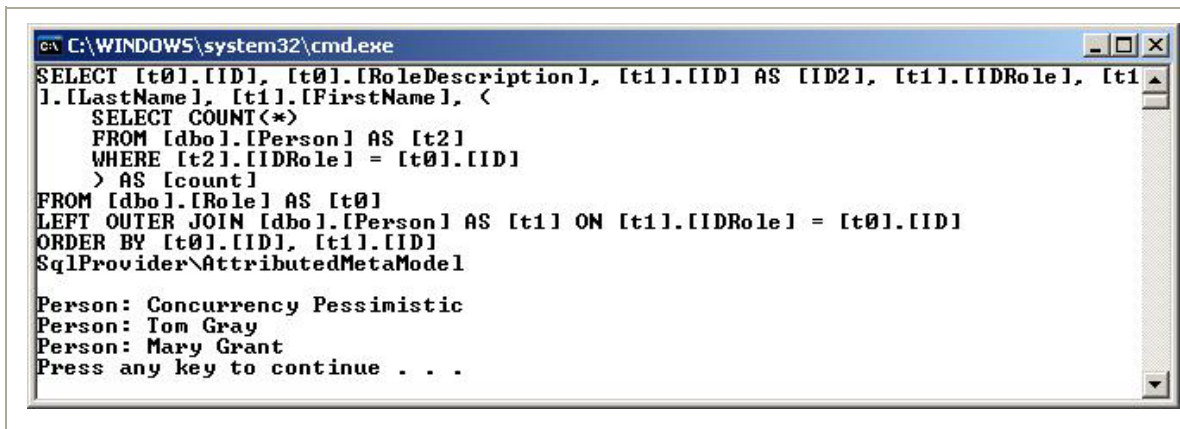 C:\WINDOWS\system32\cmd.exe
SELECT [t0].[ID], [t0].[RoleDescription], [t1].[ID] AS [ID2], [t1].[IDRole], [t1
].[LastName], [t1].[FirstName], (
SELECT COUNT(*)
FROM [dbo].[Person] AS [t2]
WHERE [t2].[IDRole] = [t0].[ID]
) AS [count]
FROM [dbo].[Role] AS [t0]
LEFT OUTER JOIN [dbo].[Person] AS [t1] ON [t1].[IDRole] = [t0].[ID]
ORDER BY [t0].[ID], [t1].[ID]
SqlProvider\AttributedMetaModel
Person: Concurrency Pessimistic
Person: Tom Gray
Person: Mary Grant
Press any key to continue . . .